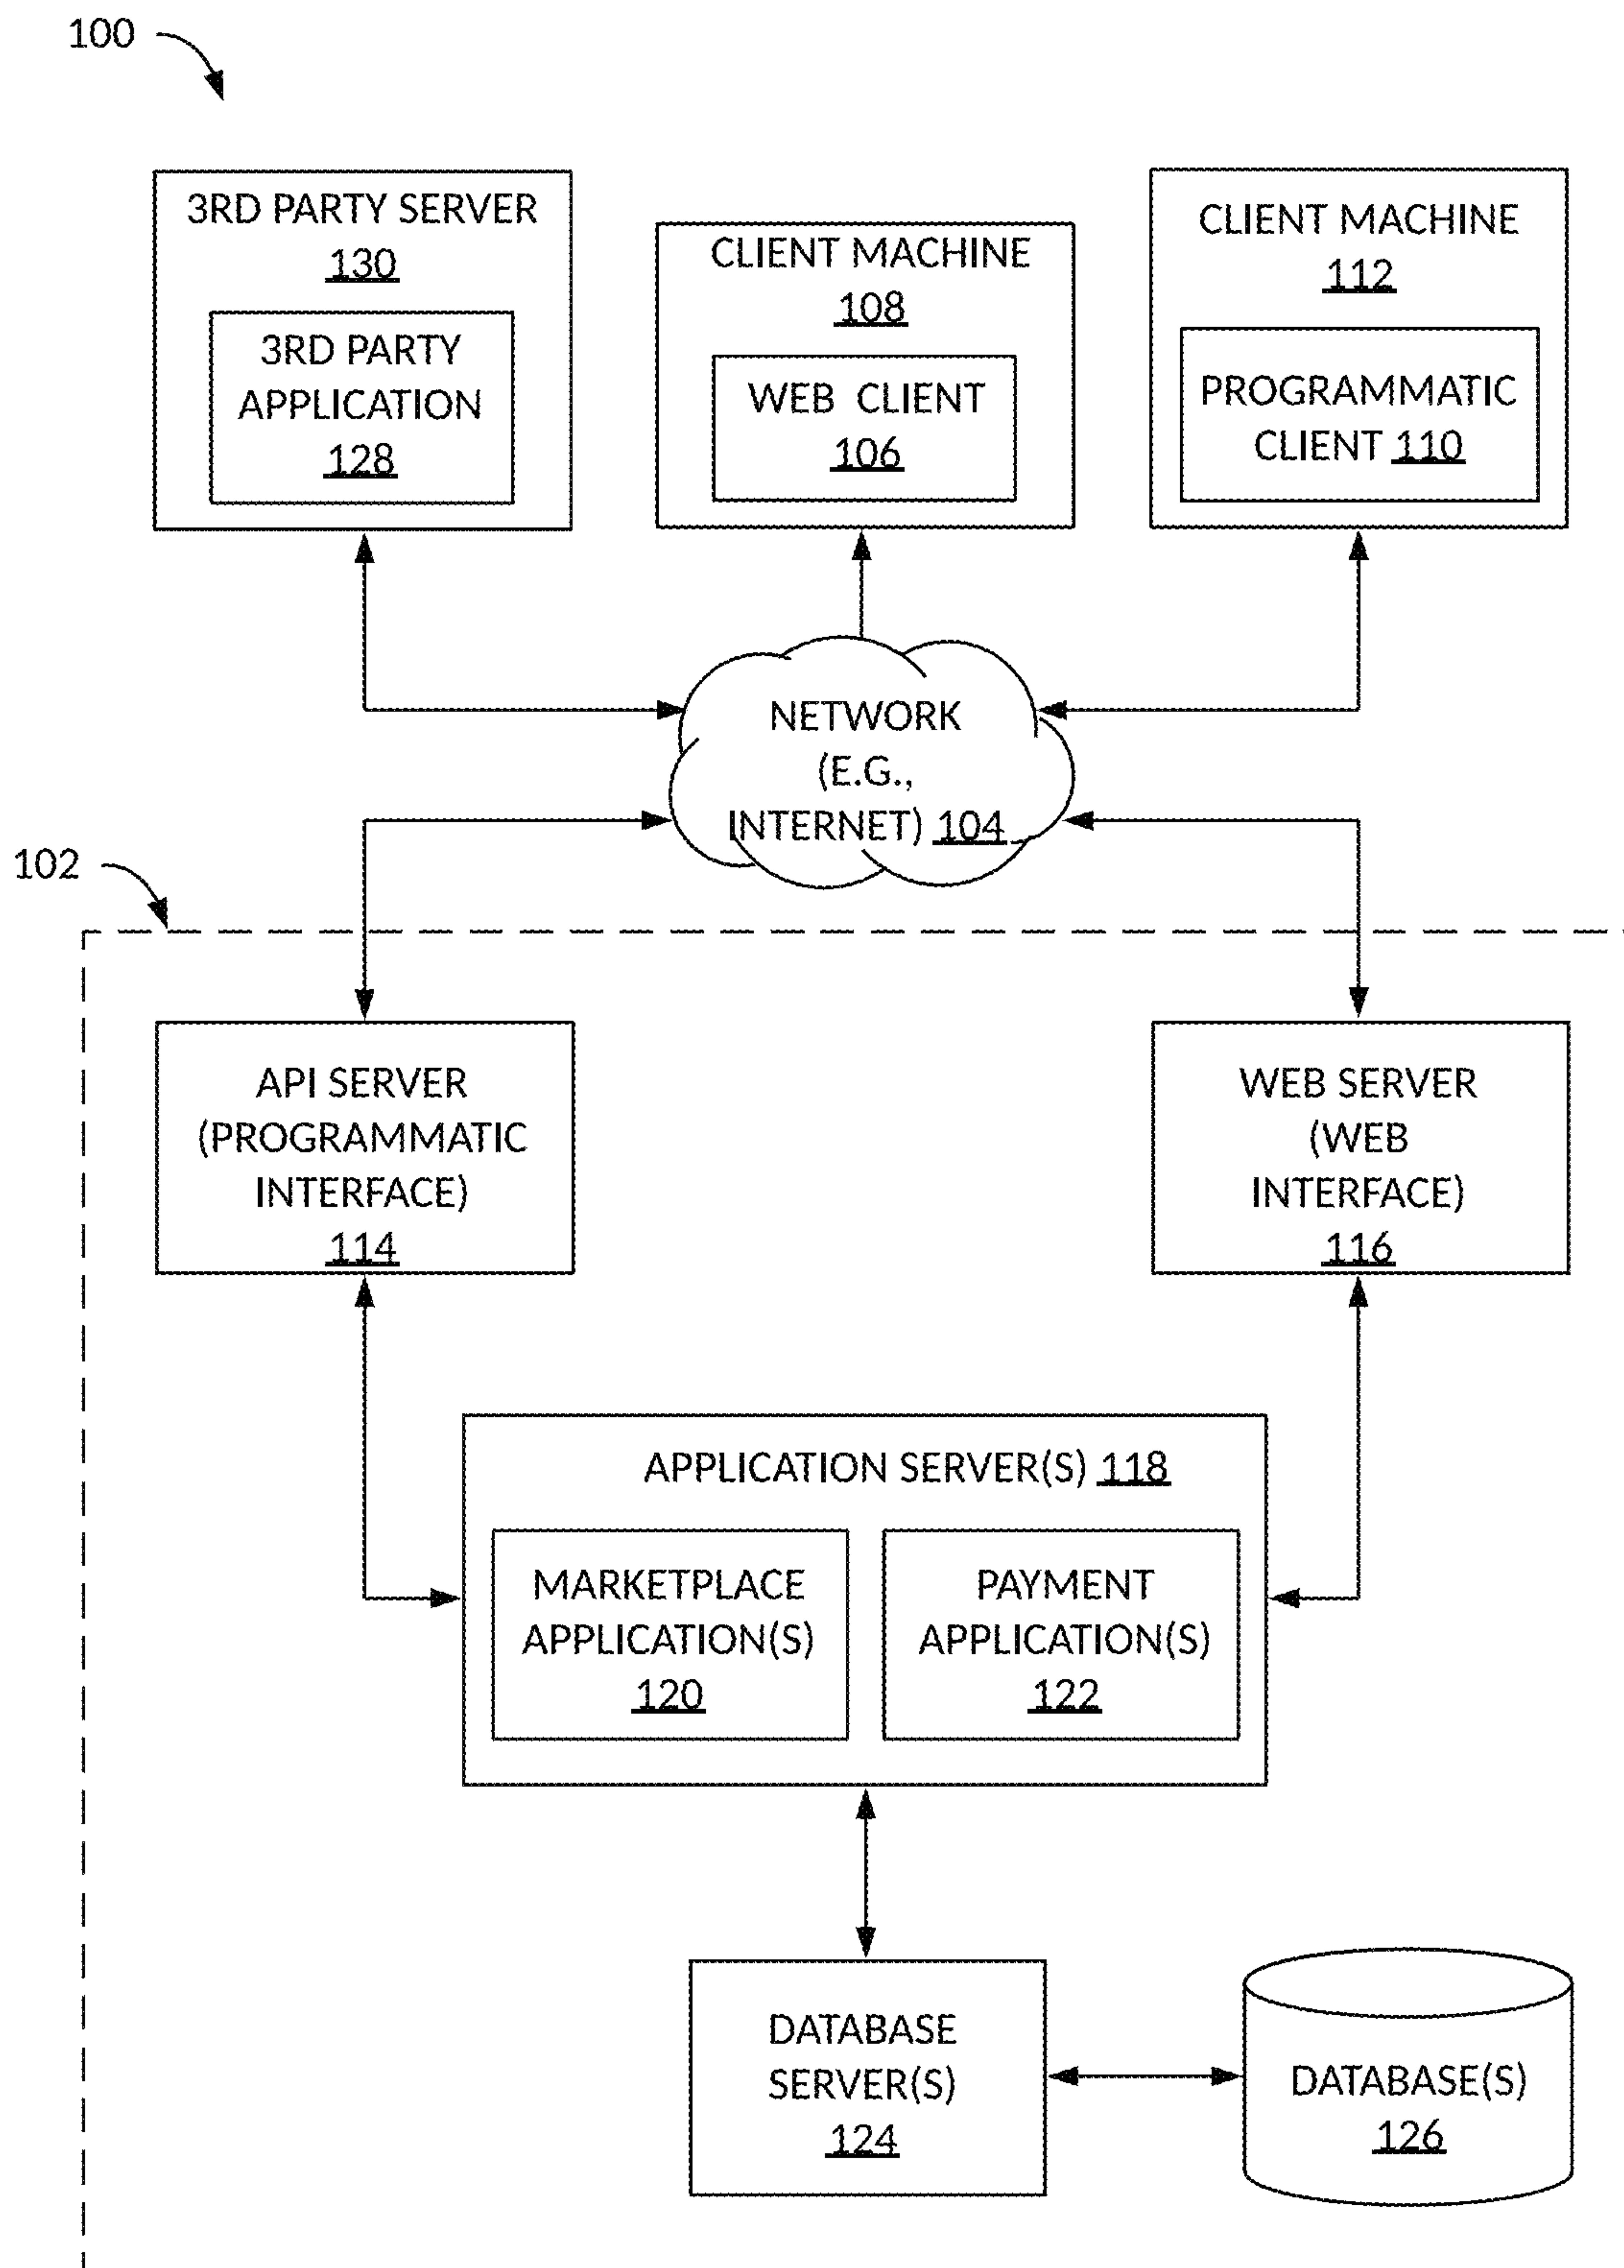 100
3RD PARTY SERVER
130
3RD PARTY
APPLICATION
128
CLIENT MACHINE
108
WEB CLIENT
106
CLIENT MACHINE
112
PROGRAMMATIC
CLIENT 110
NETWORK
(E.G.,
INTERNET) 104
102
API SERVER
(PROGRAMMATIC
INTERFACE)
114
WEB SERVER
(WEB
INTERFACE)
116
APPLICATION SERVER(S) 118
MARKETPLACE
APPLICATION(S)
120
PAYMENT
APPLICATION(S)
122
DATABASE
SERVER(S)
124
DATABASE(S)
126